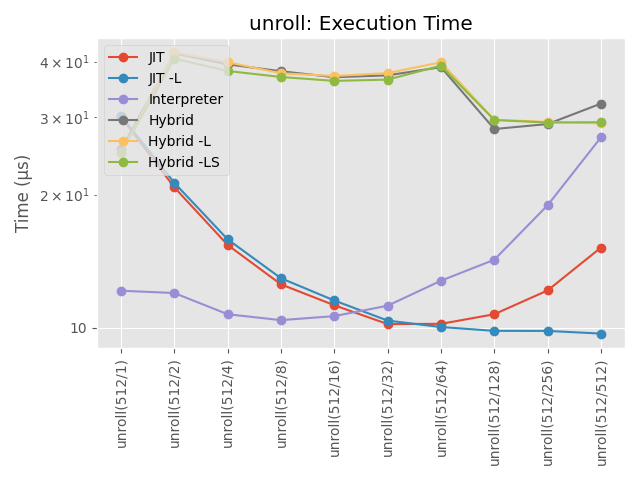 unroll: Execution Time
JIT
JIT -L
Interpreter
Hybrid
Hybrid -L
Hybrid -LS
Time (µs)
4 × 10¹
3 × 10¹
2 × 10¹
10
unroll(512/1)
unroll(512/2)
unroll(512/4)
unroll(512/8)
unroll(512/16)
unroll(512/32)
unroll(512/64)
unroll(512/128)
unroll(512/256)
unroll(512/512)